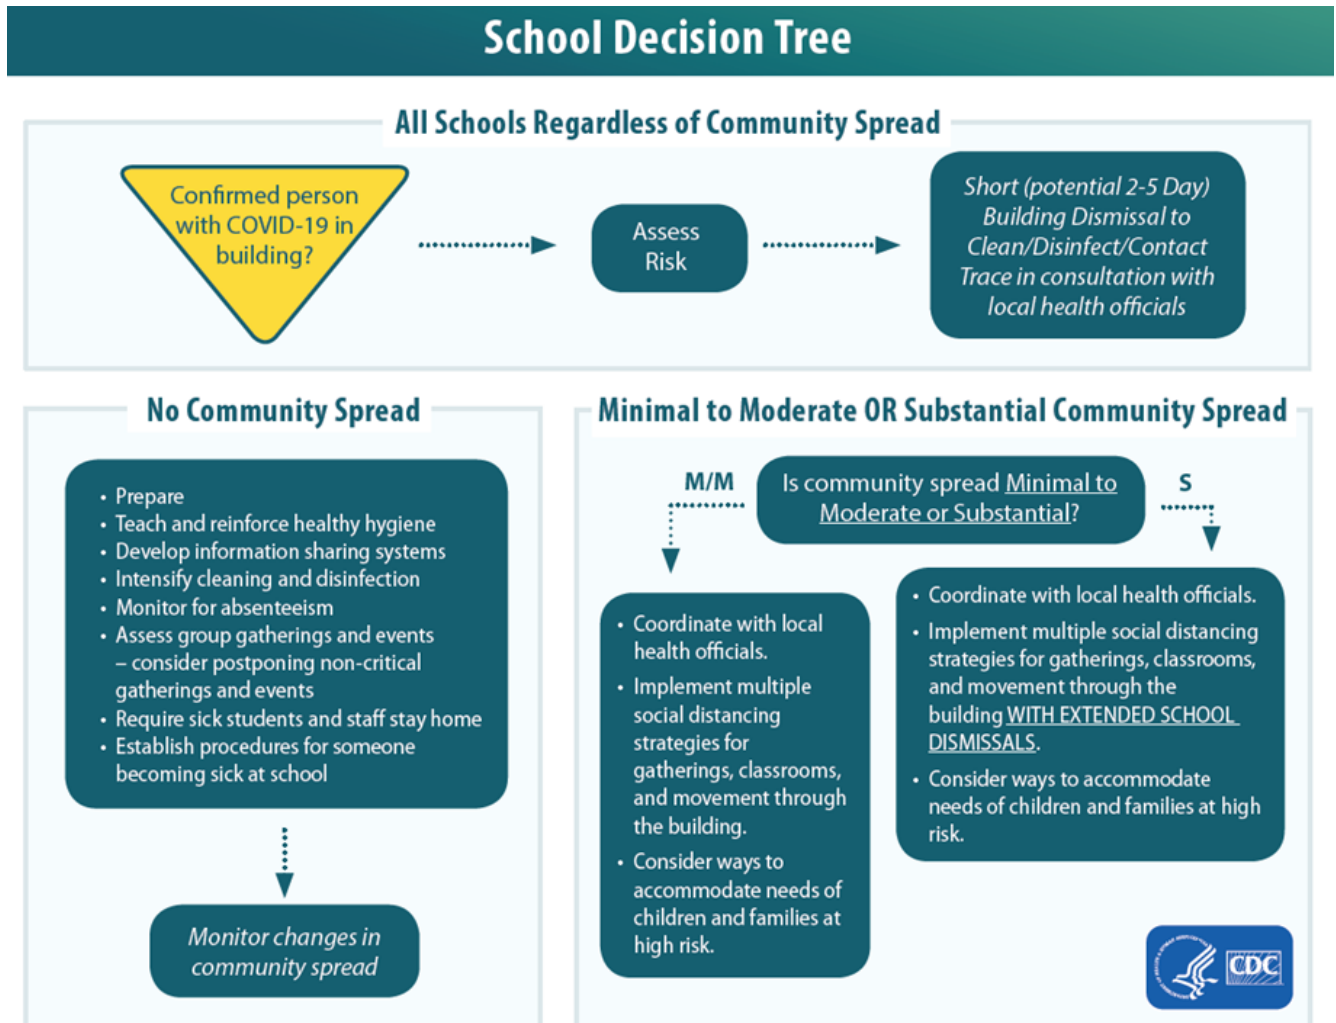 School Decision Tree
All Schools Regardless of Community Spread
Confirmed person
with COVID-19 in
building?
Assess
Risk
Short (potential 2-5 Day)
Building Dismissal to
Clean/Disinfect/Contact
Trace in consultation with
local health officials
No Community Spread
• Prepare
• Teach and reinforce healthy hygiene
• Develop information sharing systems
• Intensify cleaning and disinfection
• Monitor for absenteeism
• Assess group gatherings and events
– consider postponing non-critical
gatherings and events
• Require sick students and staff stay home
• Establish procedures for someone
becoming sick at school
Monitor changes in
community spread
Minimal to Moderate OR Substantial Community Spread
Is community spread Minimal to
Moderate or Substantial?
M/M
• Coordinate with local
health officials.
• Implement multiple
social distancing
strategies for
gatherings, classrooms,
and movement through
the building.
• Consider ways to
accommodate needs of
children and families at
high risk.
S
• Coordinate with local health officials.
• Implement multiple social distancing
strategies for gatherings, classrooms,
and movement through the
building WITH EXTENDED SCHOOL
DISMISSALS.
• Consider ways to accommodate
needs of children and families at high
risk.
CDC